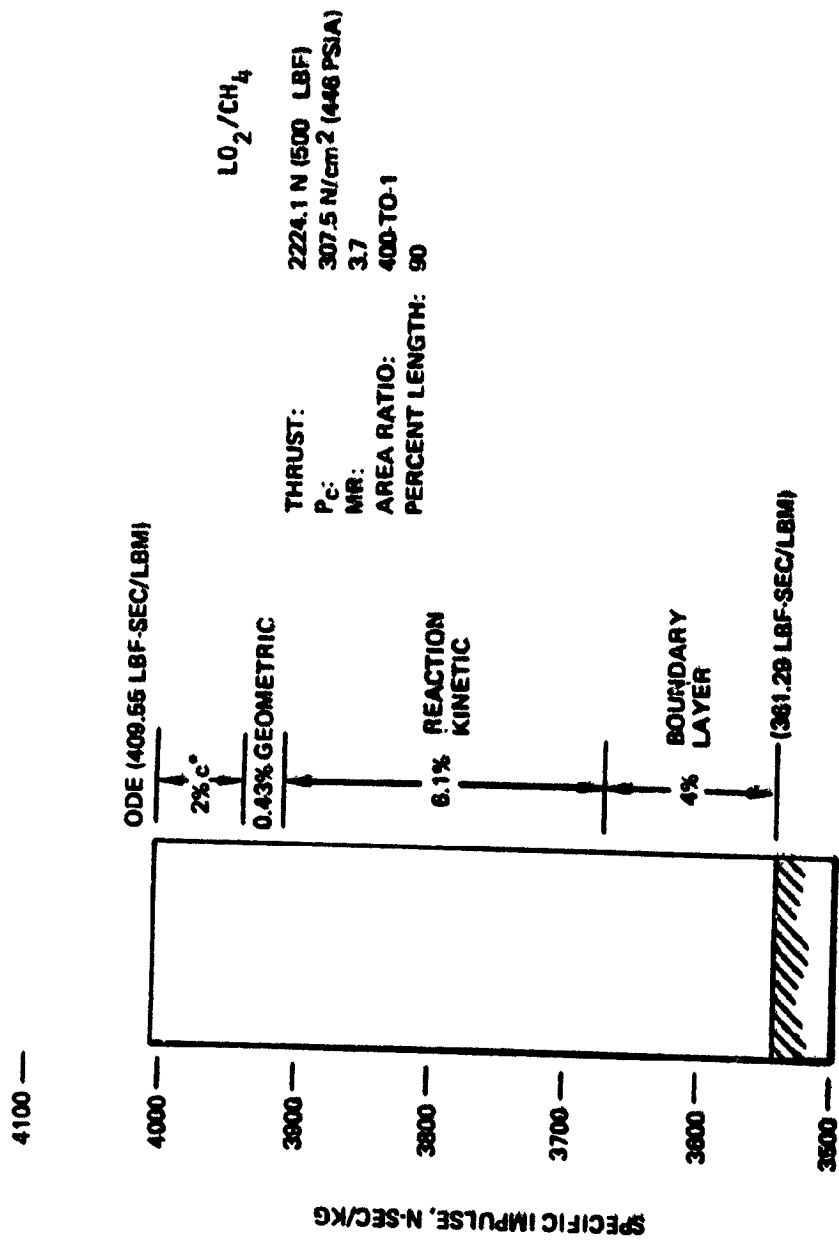 LO2/CH4
THRUST: 2224.1 N (500 LBF)
Pc: 307.5 N/cm2 (446 PSIA)
MR: 3.7
AREA RATIO: 400-TO-1
PERCENT LENGTH: 90
ODE (409.55 LBF-SEC/LBM)
2% c*
0.43% GEOMETRIC
6.1% REACTION
KINETIC
4% BOUNDARY
LAYER
(361.29 LBF-SEC/LBM)
4100
4000
3900
3800
3700
3600
3500
SPECIFIC IMPULSE, N-SEC/KG